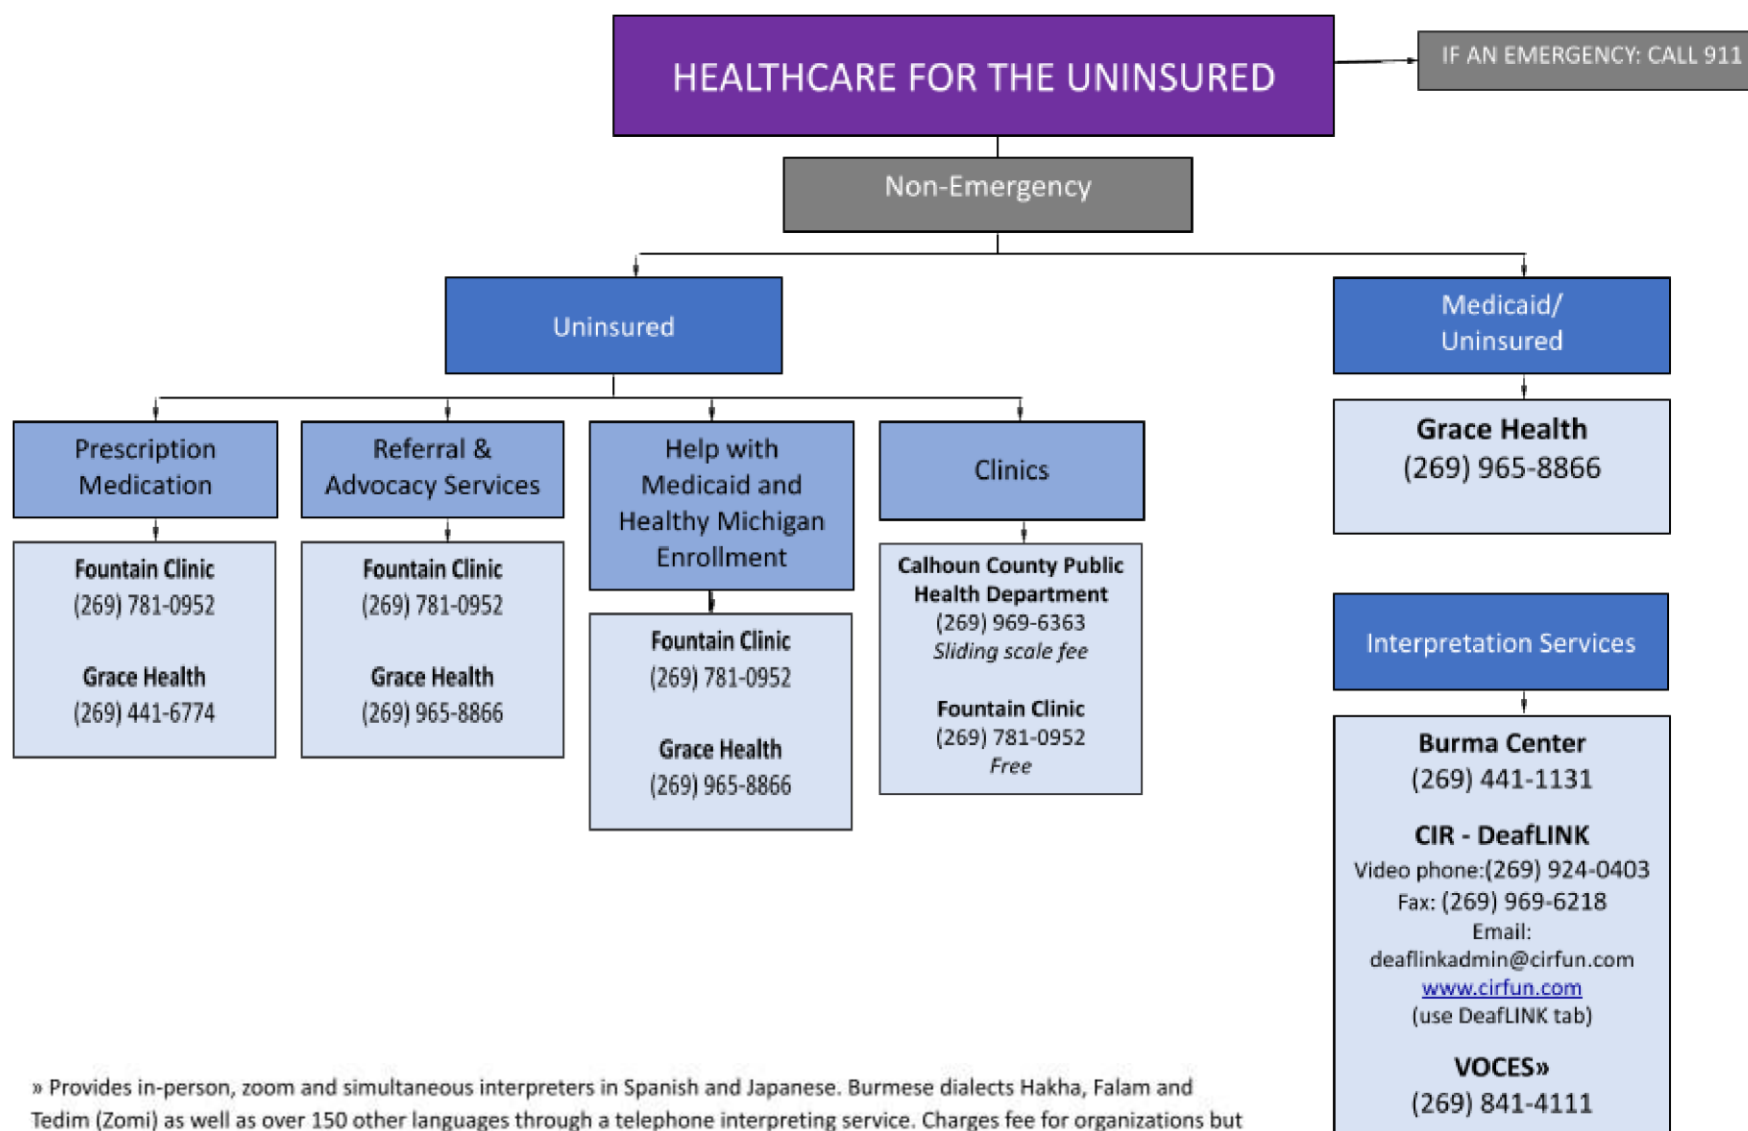 HEALTHCARE FOR THE UNINSURED
IF AN EMERGENCY: CALL 911
Non-Emergency
Uninsured
Medicaid/
Uninsured
Prescription
Medication
Fountain Clinic
(269) 781-0952
Grace Health
(269) 441-6774
Referral &
Advocacy Services
Fountain Clinic
(269) 781-0952
Grace Health
(269) 965-8866
Help with
Medicaid and
Healthy Michigan
Enrollment
Fountain Clinic
(269) 781-0952
Grace Health
(269) 965-8866
Clinics
Calhoun County Public
Health Department
(269) 969-6363
Sliding scale fee
Fountain Clinic
(269) 781-0952
Free
Grace Health
(269) 965-8866
Interpretation Services
Burma Center
(269) 441-1131
CIR - DeafLINK
Video phone:(269) 924-0403
Fax: (269) 969-6218
Email:
deaflinkadmin@cirfun.com
www.cirfun.com
(use DeafLINK tab)
VOCES»
(269) 841-4111
» Provides in-person, zoom and simultaneous interpreters in Spanish and Japanese. Burmese dialects Hakha, Falam and
Tedim (Zomi) as well as over 150 other languages through a telephone interpreting service. Charges fee for organizations but